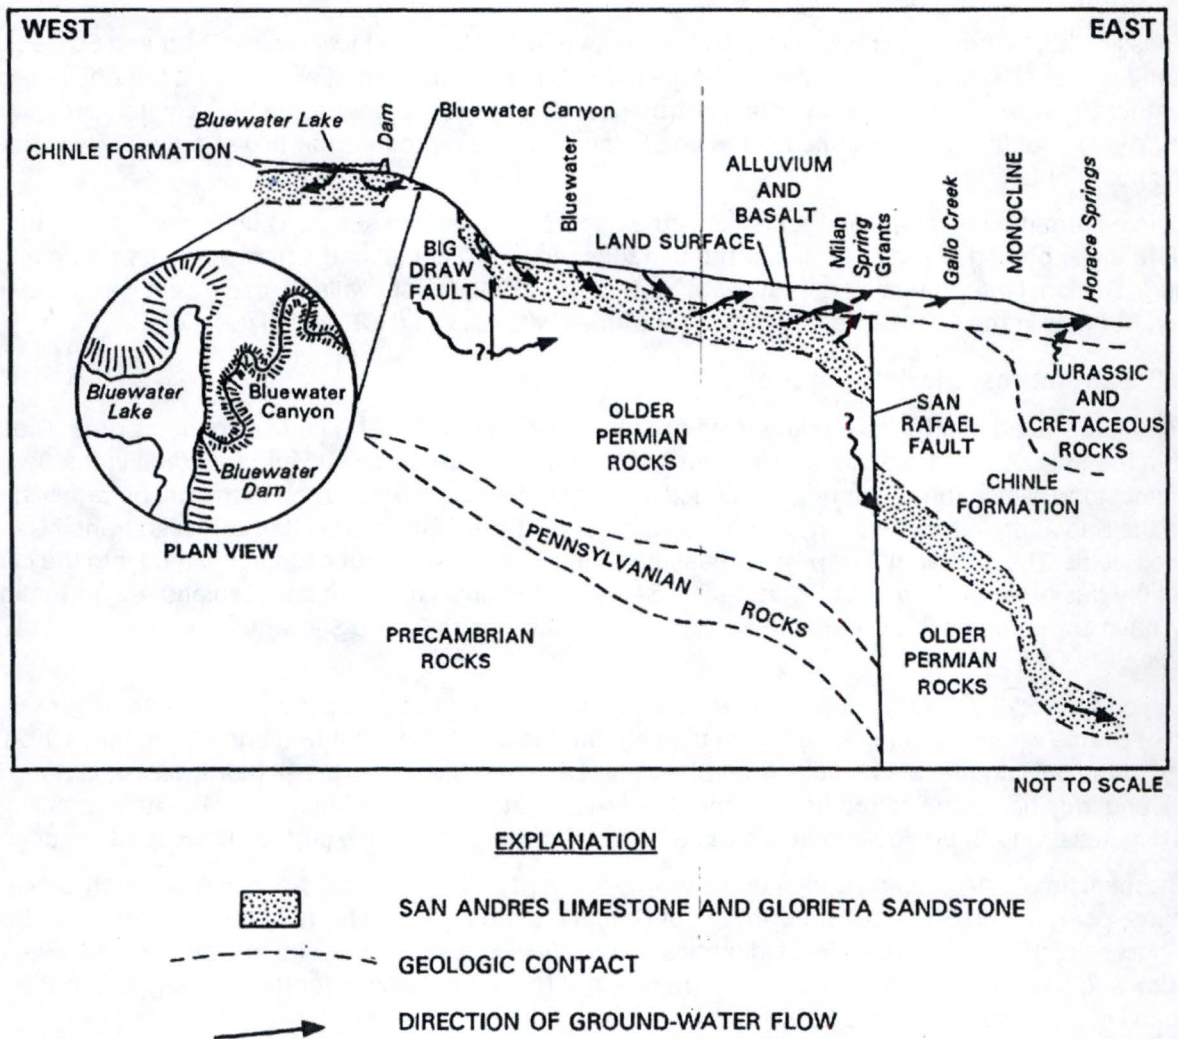 WEST
EAST
Bluewater Lake
Dam
Bluewater Canyon
CHINLE FORMATION
Bluewater
ALLUVIUM
AND
BASALT
LAND SURFACE
Milan
Spring
Grants
Gallo Creek
MONOCLINE
Horace Springs
BIG
DRAW
FAULT
?
Bluewater
Lake
Bluewater
Canyon
Bluewater
Dam
PLAN VIEW
OLDER
PERMIAN
ROCKS
?
SAN
RAFAEL
FAULT
JURASSIC
AND
CRETACEOUS
ROCKS
CHINLE
FORMATION
PENNSYLVANIAN
ROCKS
PRECAMBRIAN
ROCKS
OLDER
PERMIAN
ROCKS
NOT TO SCALE
EXPLANATION
SAN ANDRES LIMESTONE AND GLORIETA SANDSTONE
GEOLOGIC CONTACT
DIRECTION OF GROUND-WATER FLOW